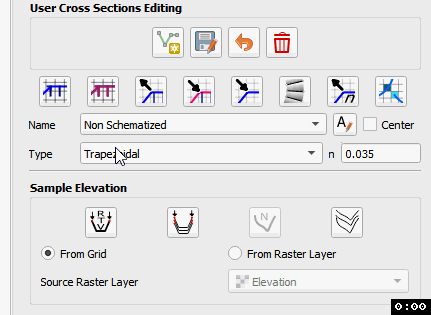 User Cross Sections Editing
Name Non Schematized Center
Type Trapezoidal n 0.035
Sample Elevation
From Grid From Raster Layer
Source Raster Layer Elevation
0:00